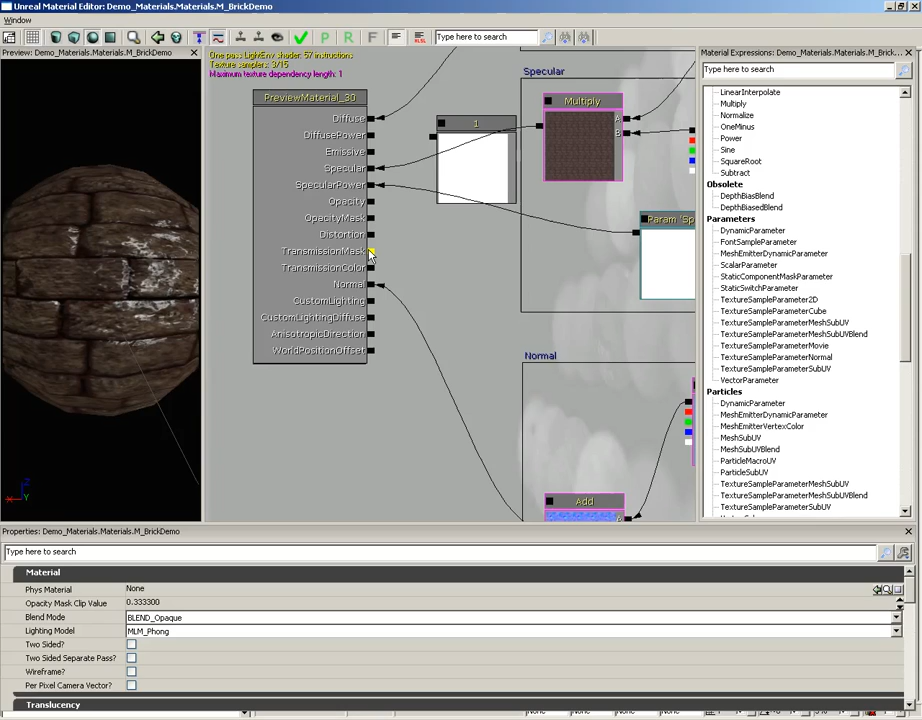 Unreal Material Editor: Demo_Materials.Materials.M_BrickDemo
Window
Type here to search
Preview: Demo_Materials.Materials.M_BrickDemo
One pass LightEnv shader: 57 instructions
Texture samplers: 3/15
Maximum texture dependency length: 1
PreviewMaterial_30
Diffuse
DiffusePower
Emissive
Specular
SpecularPower
Opacity
OpacityMask
Distortion
TransmissionMask
TransmissionColor
Normal
CustomLighting
CustomLightingDiffuse
AnisotropicDirection
WorldPositionOffset
1
Specular
Multiply
A
B
Param 'Sp
Normal
Add
Material Expressions: Demo_Materials.Materials.M_Brick...
Type here to search
LinearInterpolate
Multiply
Normalize
OneMinus
Power
Sine
SquareRoot
Subtract
Obsolete
DepthBiasBlend
DepthBiasedBlend
Parameters
DynamicParameter
FontSampleParameter
MeshEmitterDynamicParameter
ScalarParameter
StaticComponentMaskParameter
StaticSwitchParameter
TextureSampleParameter2D
TextureSampleParameterCube
TextureSampleParameterMeshSubUV
TextureSampleParameterMeshSubUVBlend
TextureSampleParameterMovie
TextureSampleParameterNormal
TextureSampleParameterSubUV
VectorParameter
Particles
DynamicParameter
MeshEmitterDynamicParameter
MeshEmitterVertexColor
MeshSubUV
MeshSubUVBlend
ParticleMacroUV
ParticleSubUV
TextureSampleParameterMeshSubUV
TextureSampleParameterMeshSubUVBlend
TextureSampleParameterSubUV
Properties: Demo_Materials.Materials.M_BrickDemo
Type here to search
Material
Phys Material None
Opacity Mask Clip Value 0.333300
Blend Mode BLEND_Opaque
Lighting Model MLM_Phong
Two Sided?
Two Sided Separate Pass?
Wireframe?
Per Pixel Camera Vector?
Translucency